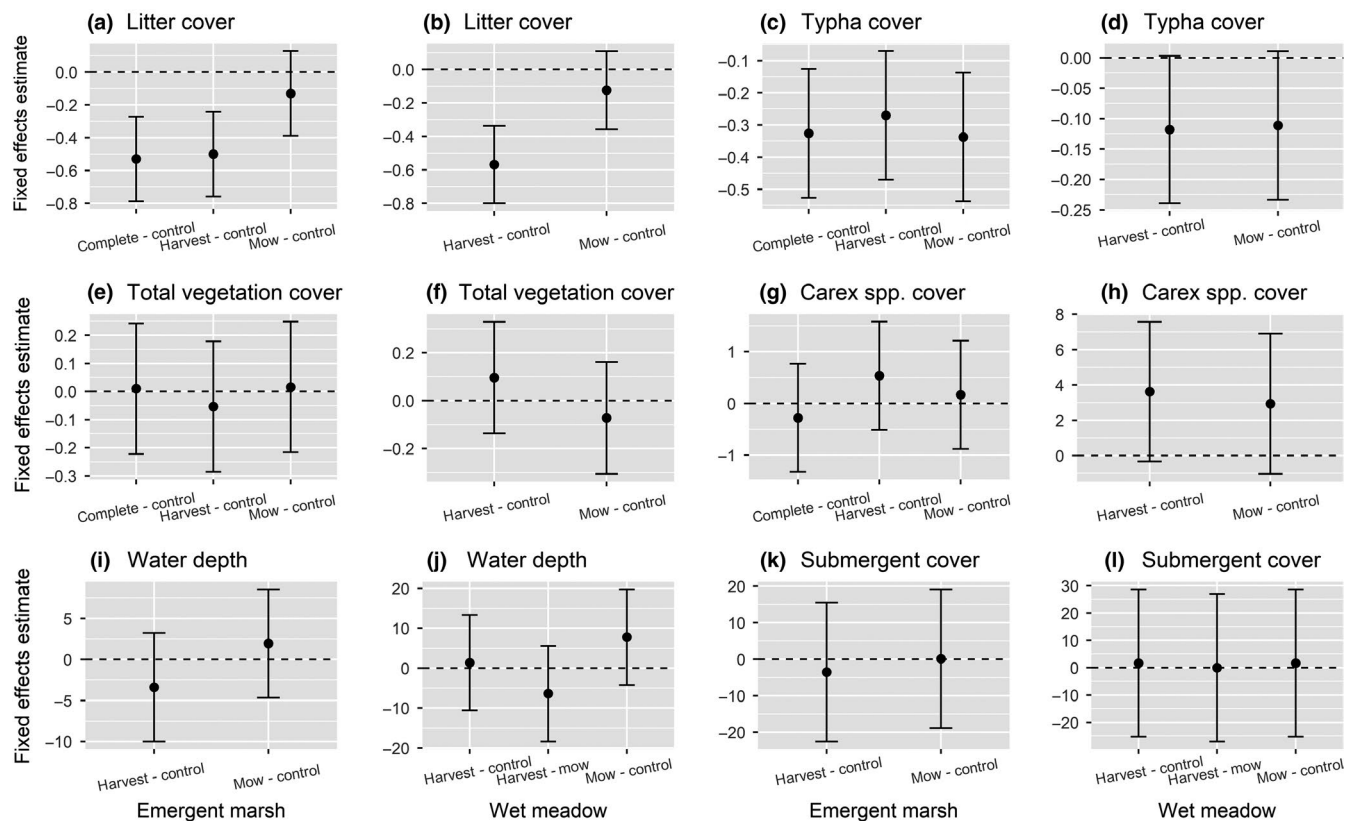 (a) Litter cover
(b) Litter cover
(c) Typha cover
(d) Typha cover
Fixed effects estimate
0.0
−0.2
−0.4
−0.6
−0.8
Complete - control
Harvest - control
Mow - control
0.0
−0.2
−0.4
−0.6
−0.8
Harvest - control
Mow - control
−0.1
−0.2
−0.3
−0.4
−0.5
Complete - control
Harvest - control
Mow - control
0.00
−0.05
−0.10
−0.15
−0.20
−0.25
Harvest - control
Mow - control
(e) Total vegetation cover
(f) Total vegetation cover
(g) Carex spp. cover
(h) Carex spp. cover
Fixed effects estimate
0.2
0.1
0.0
−0.1
−0.2
−0.3
Complete - control
Harvest - control
Mow - control
0.2
0.0
−0.2
Harvest - control
Mow - control
1
0
−1
Complete - control
Harvest - control
Mow - control
8
6
4
2
0
Harvest - control
Mow - control
(i) Water depth
(j) Water depth
(k) Submergent cover
(l) Submergent cover
Fixed effects estimate
5
0
−5
−10
Harvest - control
Mow - control
20
10
0
−10
−20
Harvest - control
Harvest - mow
Mow - control
20
10
0
−10
−20
Harvest - control
Mow - control
30
20
10
0
−10
−20
Harvest - control
Harvest - mow
Mow - control
Emergent marsh
Wet meadow
Emergent marsh
Wet meadow